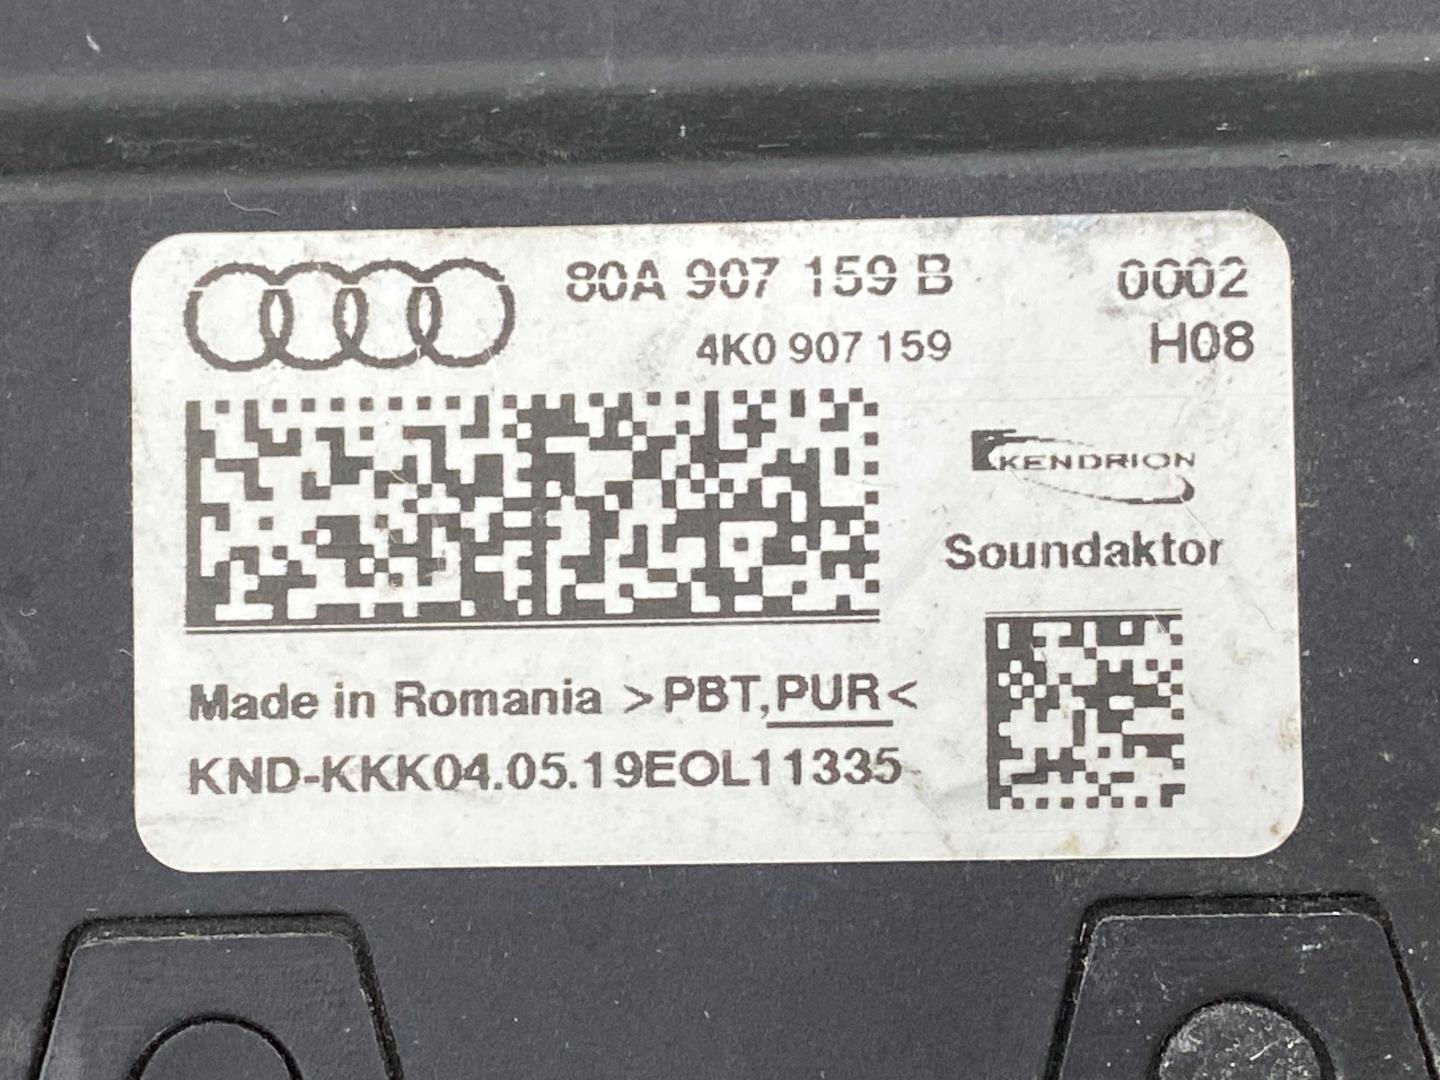 80A 907 159 B 0002
4K0 907 159 H08
KENDRION
Soundaktor
Made in Romania >PBT,PUR<
KND-KKK04.05.19EOL11335